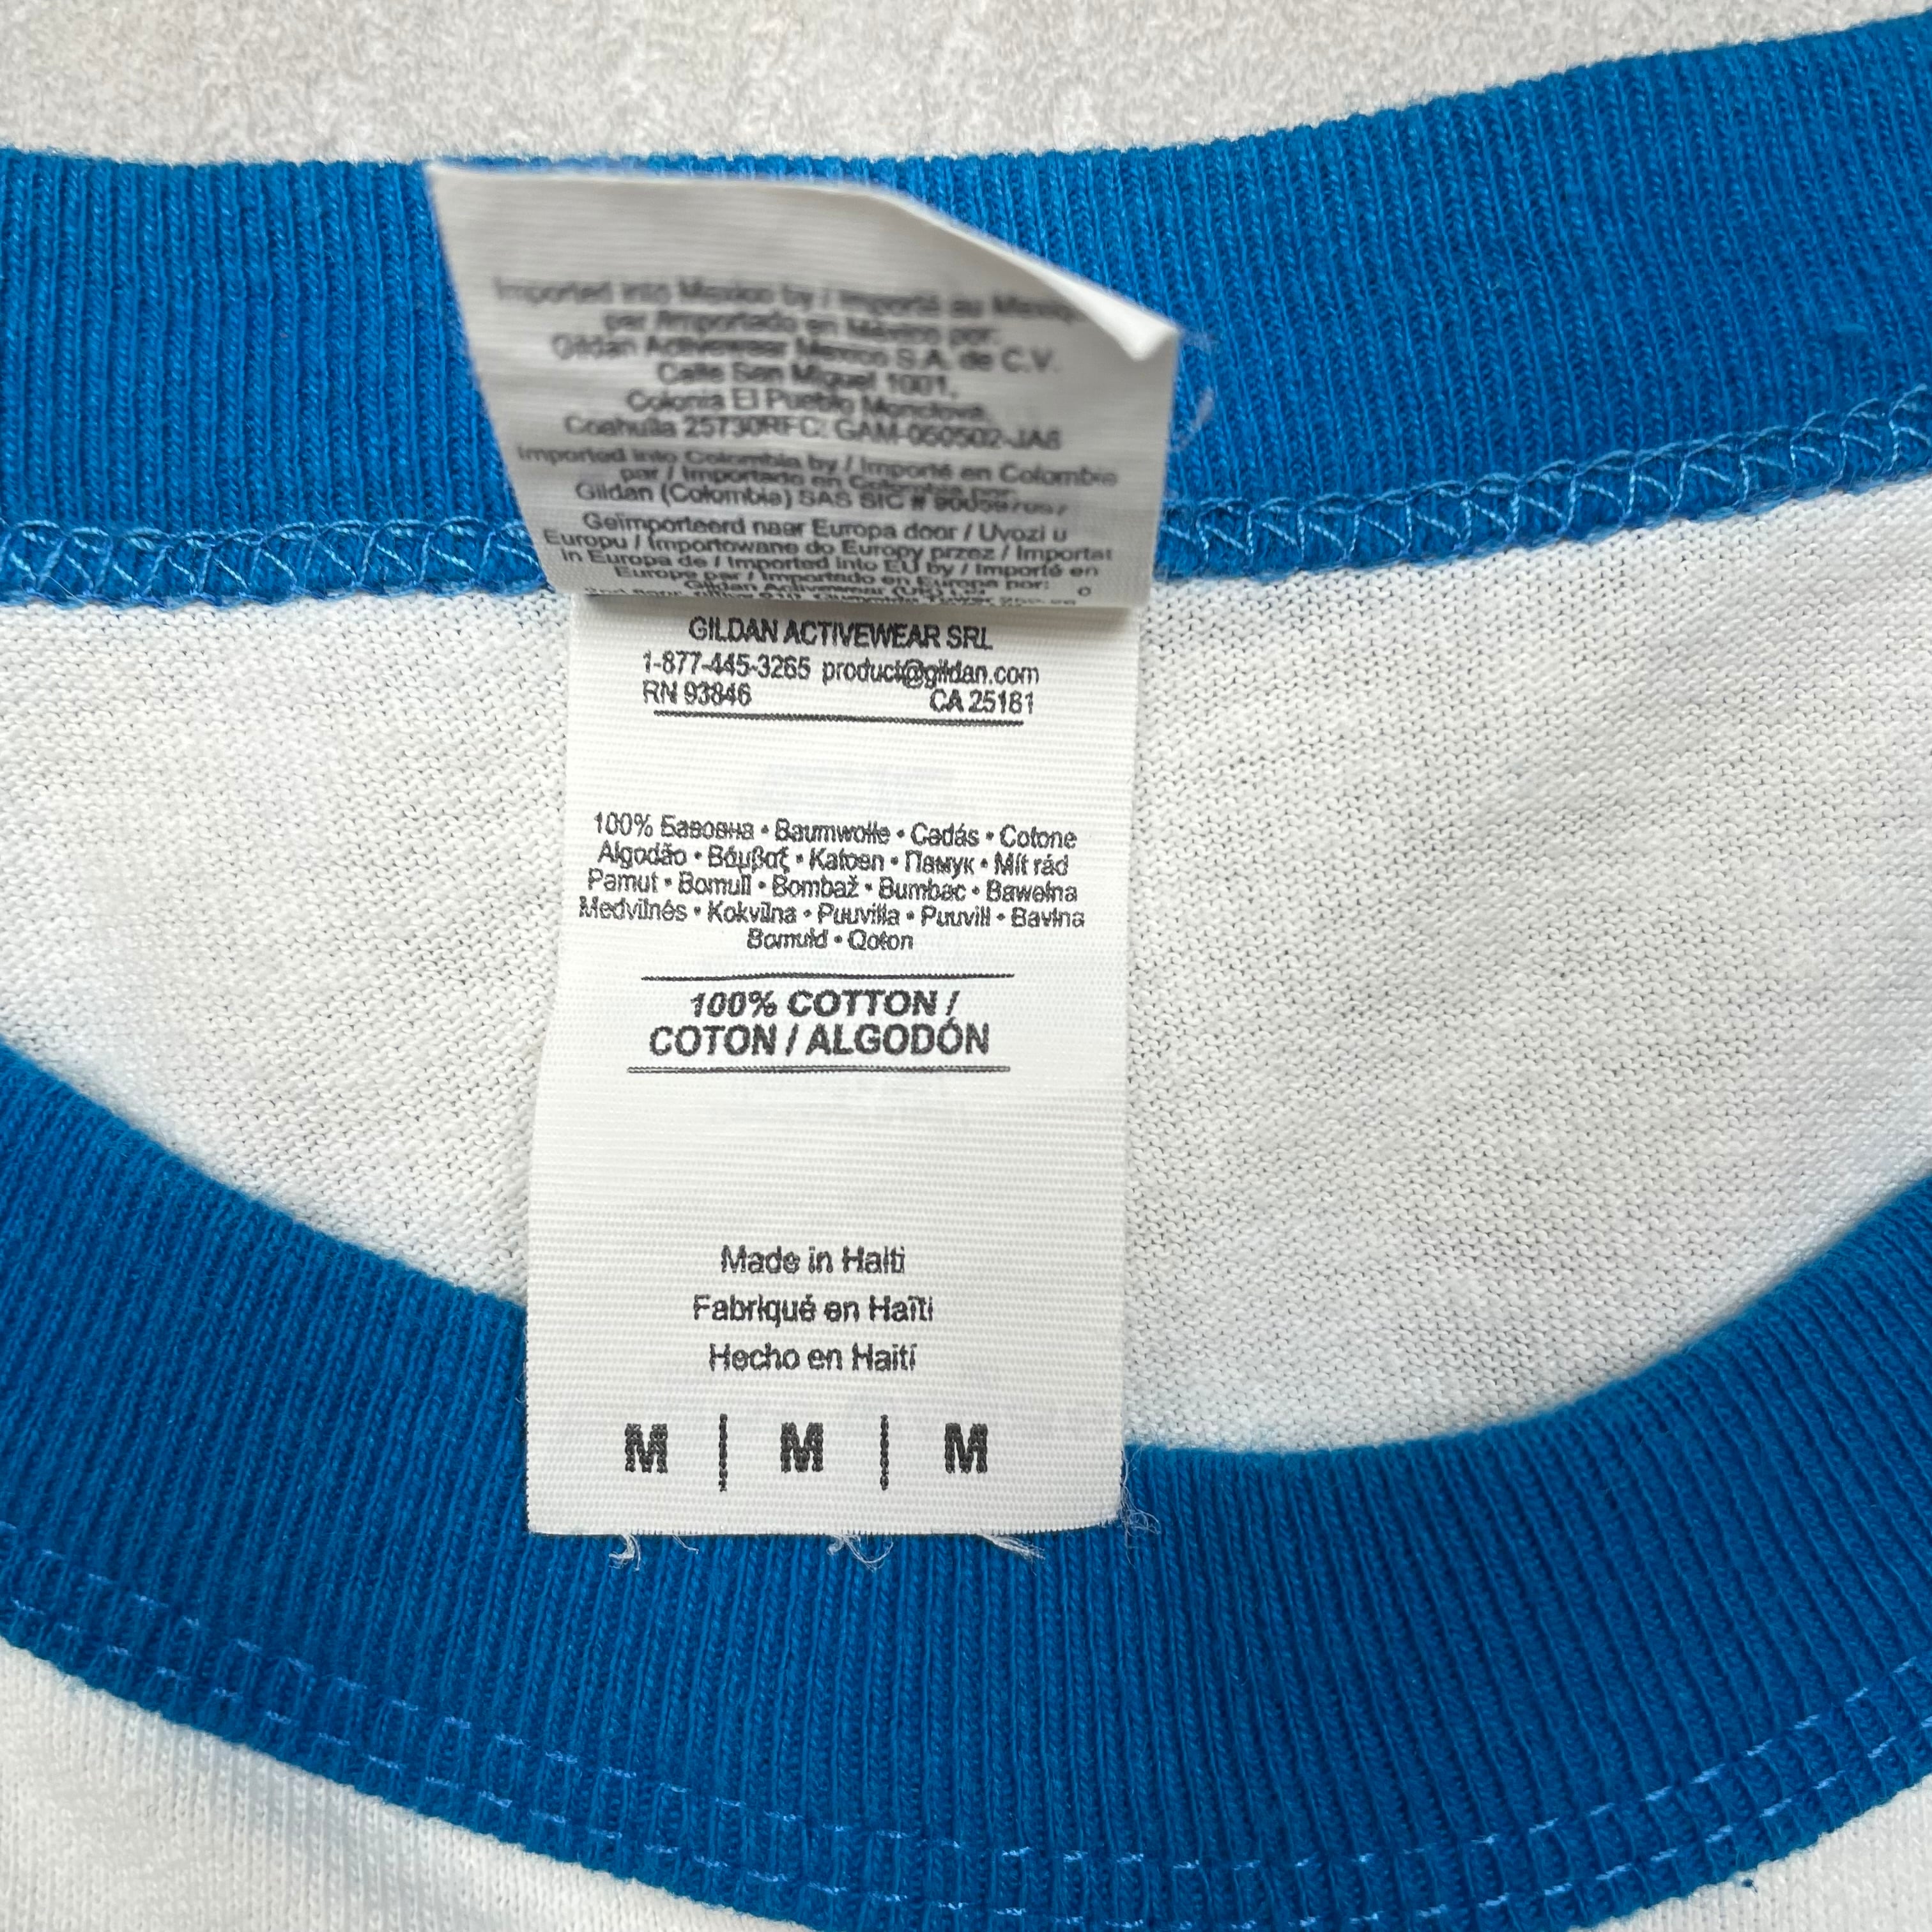 Imported into Mexico by / Importé au Mexiq
par / Importado en México por:
Gildan Activewear Mexico S.A. de C.V.
Calle San Miguel 1001,
Colonia El Pueblo Monclova,
Coahuila 25730RFC: GAM-060502-JA6
Imported into Colombia by / Importé en Colombie
par / Importado en Colombia por:
Gildan (Colombia) SAS SIC #
Geïmporteerd naar Europa door / Uvozi u
Europu / Importowane do Europy przez / Importat
in Europa de / Imported into EU by / Importé en
Europe par / Importado en Europa por:
Gildan Activewear (UK)
GILDAN ACTIVEWEAR SRL
1-877-445-3265 product@gildan.com
RN 93846 CA 25181
100% Бавовна • Baumwolle • Cadás • Cotone
Algodão • Βάμβαξ • Katoen • Памук • Mít rád
Pamut • Bomull • Bombaž • Bumbac • Bawełna
Medvilnės • Kokvilna • Puuvilla • Puuvill • Bavlna
Bomuld • Qoton
100% COTTON /
COTON / ALGODÓN
Made in Haiti
Fabriqué en Haïti
Hecho en Haití
M | M | M